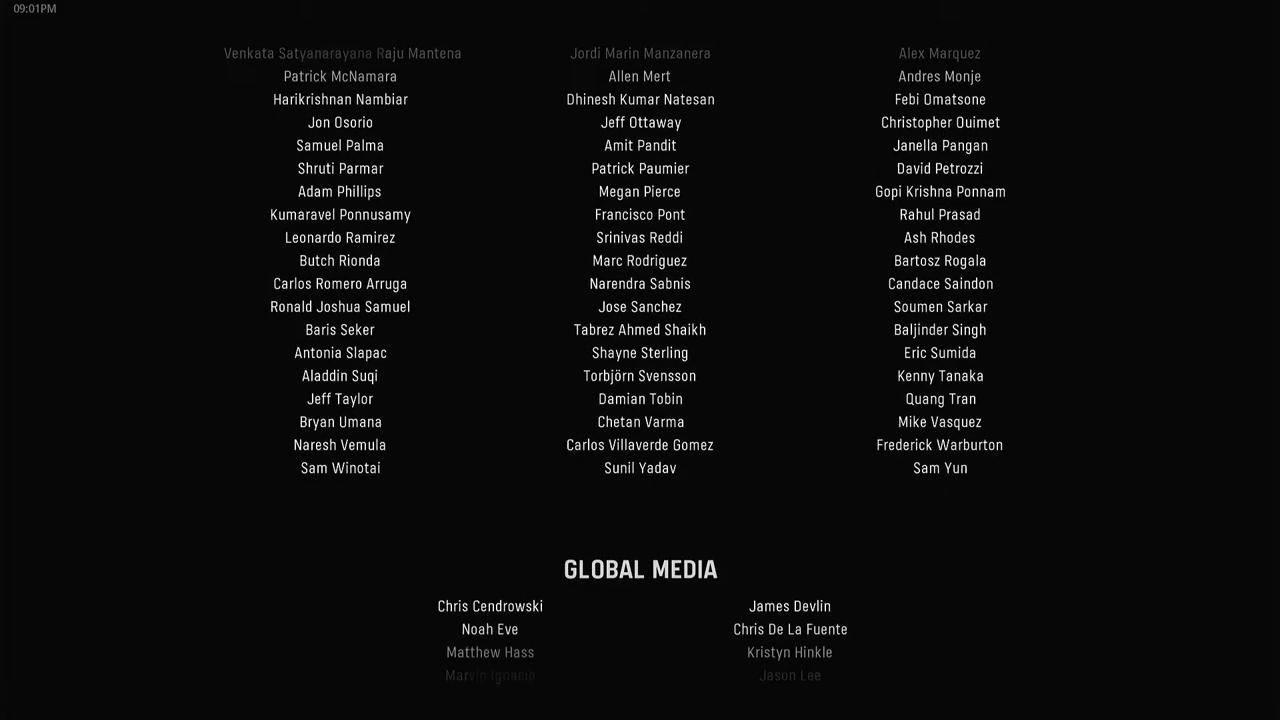 09:01PM
Venkata Satyanarayana Raju Mantena Jordi Marin Manzanera Alex Marquez
Patrick McNamara Allen Mert Andres Monje
Harikrishnan Nambiar Dhinesh Kumar Natesan Febi Omatsone
Jon Osorio Jeff Ottaway Christopher Ouimet
Samuel Palma Amit Pandit Janella Pangan
Shruti Parmar Patrick Paumier David Petrozzi
Adam Phillips Megan Pierce Gopi Krishna Ponnam
Kumaravel Ponnusamy Francisco Pont Rahul Prasad
Leonardo Ramirez Srinivas Reddi Ash Rhodes
Butch Rionda Marc Rodriguez Bartosz Rogala
Carlos Romero Arruga Narendra Sabnis Candace Saindon
Ronald Joshua Samuel Jose Sanchez Soumen Sarkar
Baris Seker Tabrez Ahmed Shaikh Baljinder Singh
Antonia Slapac Shayne Sterling Eric Sumida
Aladdin Suqi Torbjörn Svensson Kenny Tanaka
Jeff Taylor Damian Tobin Quang Tran
Bryan Umana Chetan Varma Mike Vasquez
Naresh Vemula Carlos Villaverde Gomez Frederick Warburton
Sam Winotai Sunil Yadav Sam Yun
GLOBAL MEDIA
Chris Cendrowski James Devlin
Noah Eve Chris De La Fuente
Matthew Hass Kristyn Hinkle
Marvin Ignacio Jason Lee